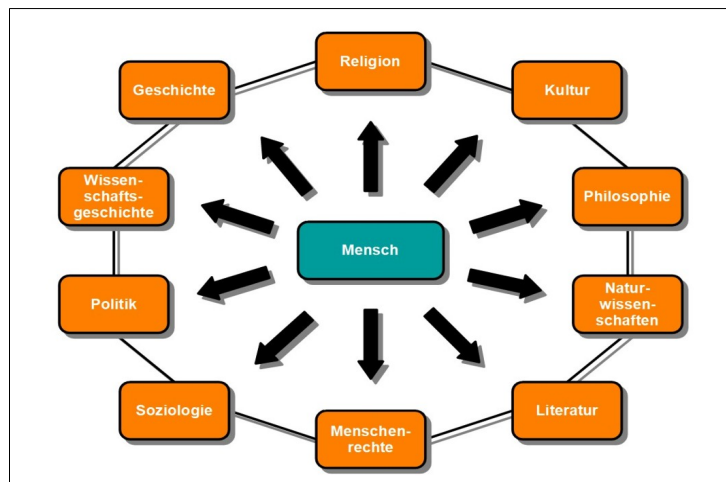 Religion
Geschichte
Kultur
Wissen-
schafts-
geschichte
Philosophie
Mensch
Politik
Natur-
wissen-
schaften
Soziologie
Menschen-
rechte
Literatur